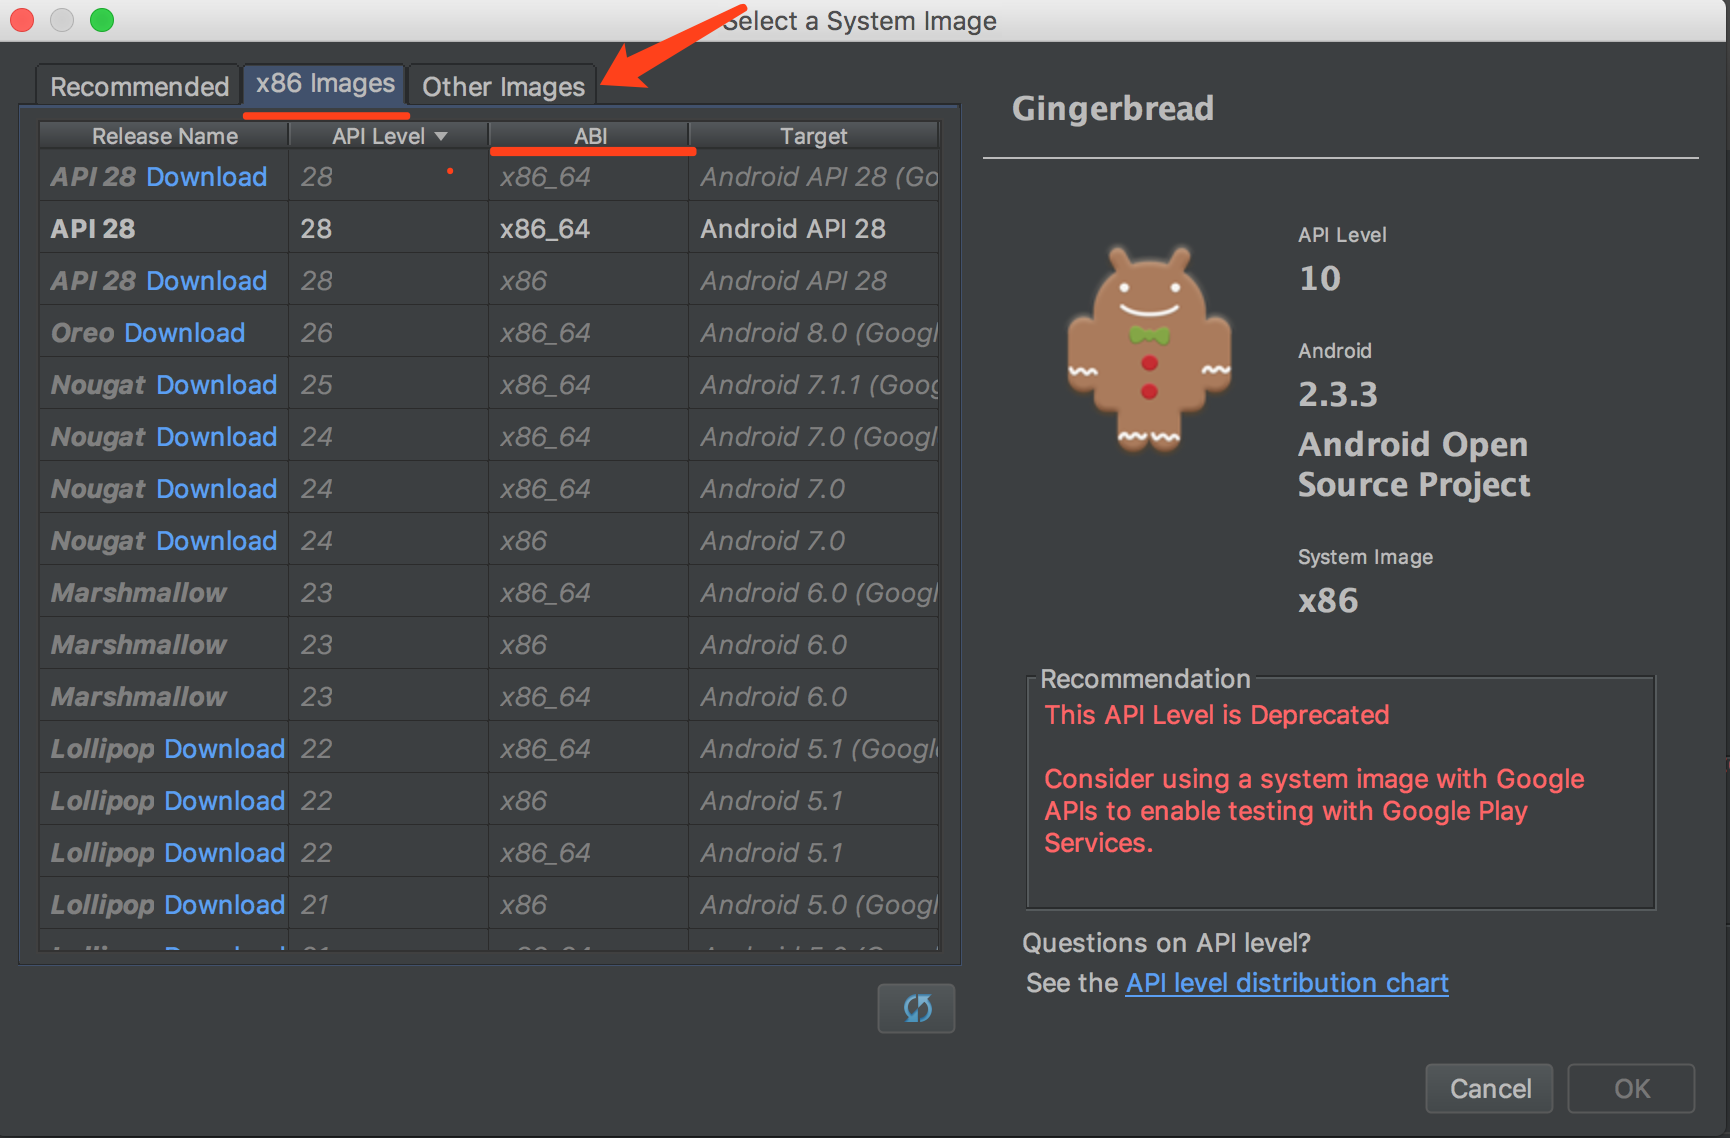 Select a System Image
Recommended x86 Images Other Images
Release Name API Level ABI Target
API 28 Download 28 x86_64 Android API 28 (Go
API 28 28 x86_64 Android API 28
API 28 Download 28 x86 Android API 28
Oreo Download 26 x86_64 Android 8.0 (Googl
Nougat Download 25 x86_64 Android 7.1.1 (Goog
Nougat Download 24 x86_64 Android 7.0 (Googl
Nougat Download 24 x86_64 Android 7.0
Nougat Download 24 x86 Android 7.0
Marshmallow 23 x86_64 Android 6.0 (Googl
Marshmallow 23 x86 Android 6.0
Marshmallow 23 x86_64 Android 6.0
Lollipop Download 22 x86_64 Android 5.1 (Googl
Lollipop Download 22 x86 Android 5.1
Lollipop Download 22 x86_64 Android 5.1
Lollipop Download 21 x86 Android 5.0 (Googl
Gingerbread
API Level
10
Android
2.3.3
Android Open
Source Project
System Image
x86
Recommendation
This API Level is Deprecated
Consider using a system image with Google
APIs to enable testing with Google Play
Services.
Questions on API level?
See the API level distribution chart
Cancel OK